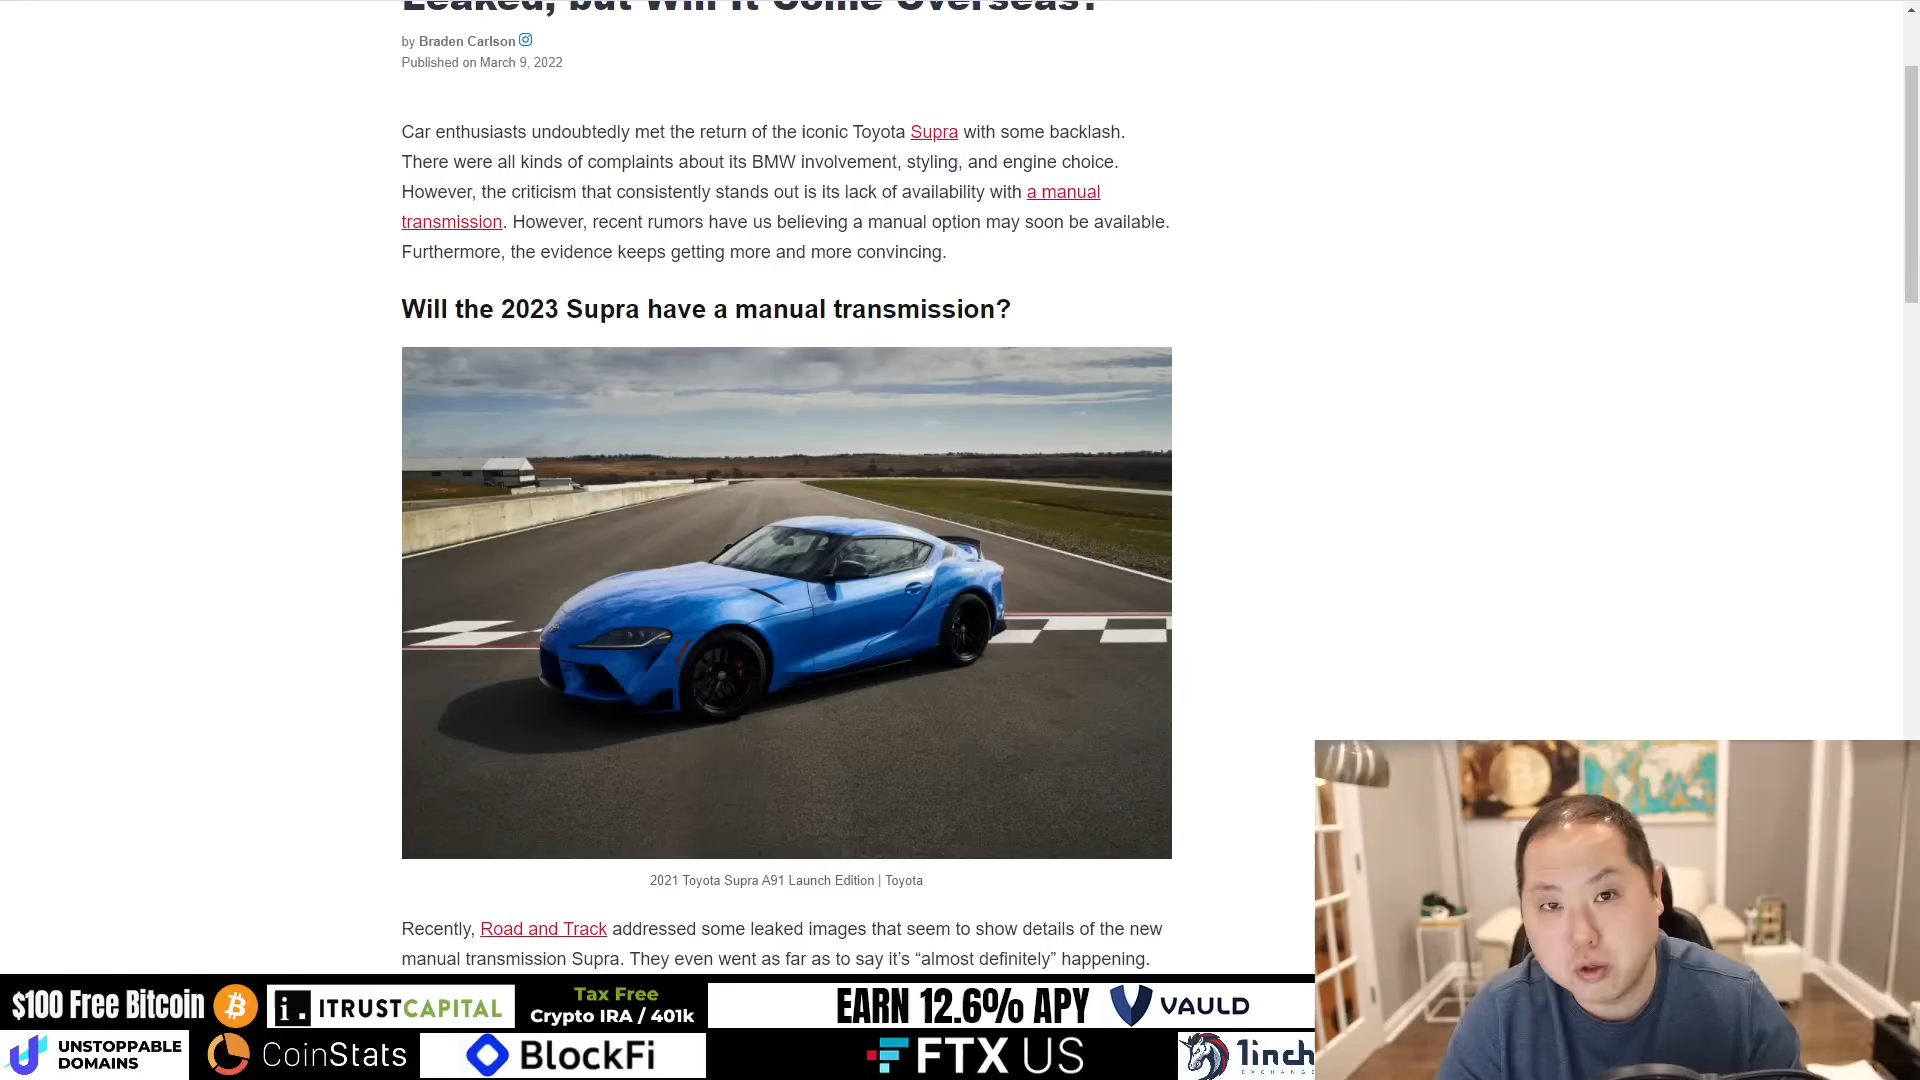 Leaked, but Will It Come Overseas?
by Braden Carlson
Published on March 9, 2022
Car enthusiasts undoubtedly met the return of the iconic Toyota Supra with some backlash.
There were all kinds of complaints about its BMW involvement, styling, and engine choice.
However, the criticism that consistently stands out is its lack of availability with a manual
transmission. However, recent rumors have us believing a manual option may soon be available.
Furthermore, the evidence keeps getting more and more convincing.
Will the 2023 Supra have a manual transmission?
2021 Toyota Supra A91 Launch Edition | Toyota
Recently, Road and Track addressed some leaked images that seem to show details of the new
manual transmission Supra. They even went as far as to say it’s “almost definitely” happening.
$100 Free Bitcoin
i. ITRUSTCAPITAL
Tax Free
Crypto IRA / 401k
EARN 12.6% APY
VAULD
UNSTOPPABLE
DOMAINS
CoinStats
BlockFi
FTX US
1inch
EXCHANGE